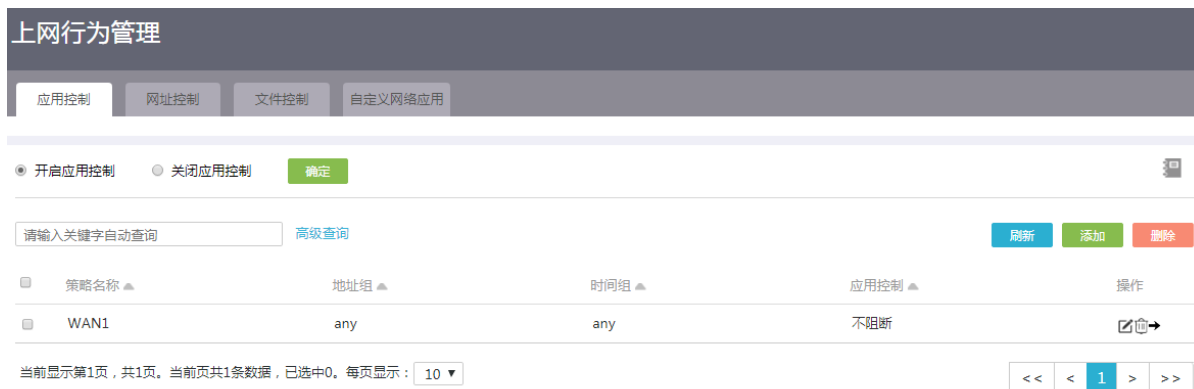 上网行为管理
应用控制 网址控制 文件控制 自定义网络应用
开启应用控制 关闭应用控制 确定
请输入关键字自动查询 高级查询 刷新 添加 删除
策略名称 地址组 时间组 应用控制 操作
WAN1 any any 不阻断
当前显示第1页，共1页。当前页共1条数据，已选中0。每页显示： 10 << < 1 > >>